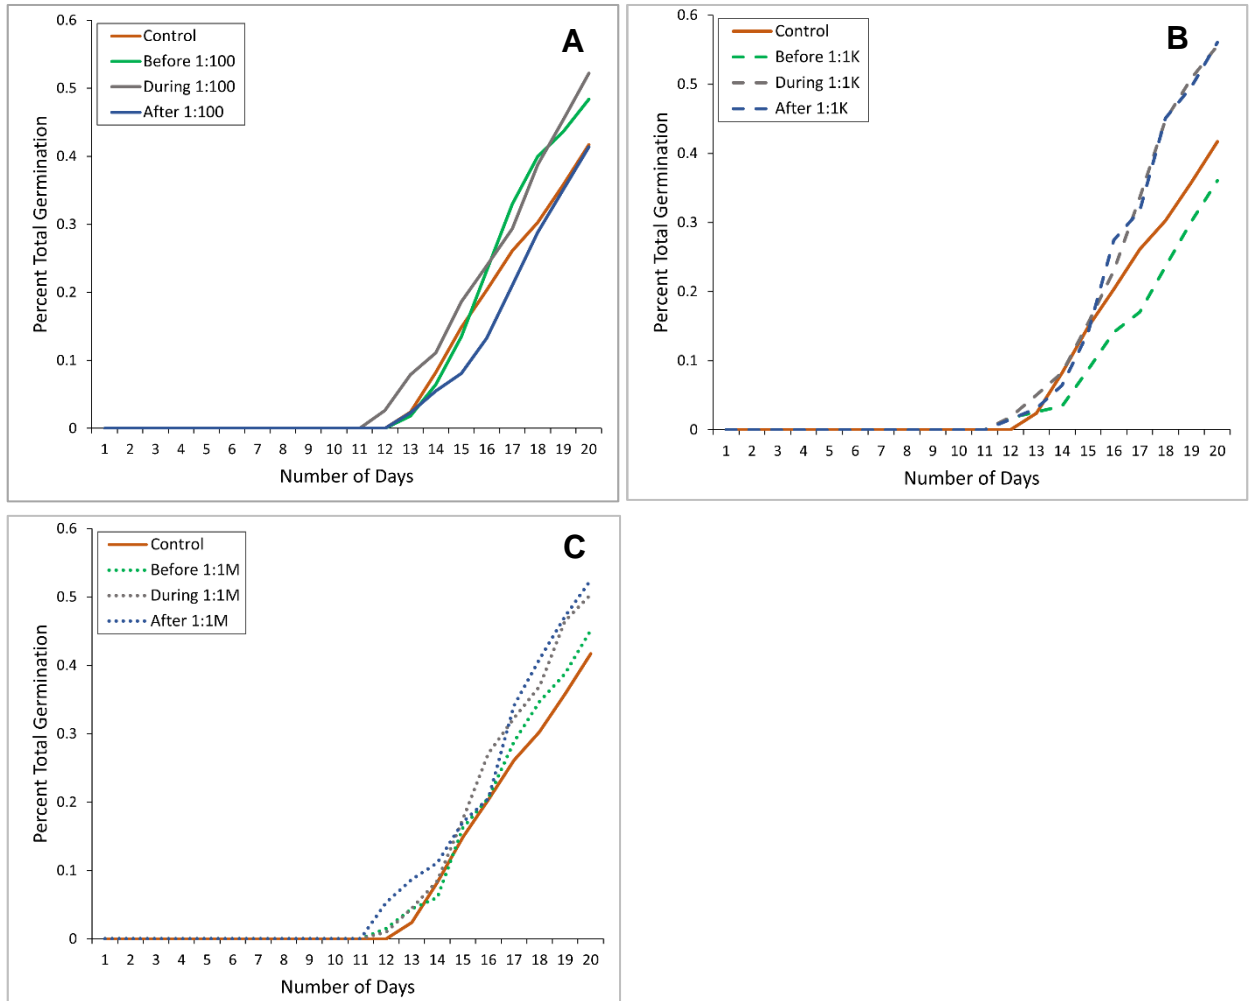 A
Control
Before 1:100
During 1:100
After 1:100
Percent Total Germination
0.6
0.5
0.4
0.3
0.2
0.1
0
1 2 3 4 5 6 7 8 9 10 11 12 13 14 15 16 17 18 19 20
Number of Days
B
Control
Before 1:1K
During 1:1K
After 1:1K
Percent Total Germination
0.6
0.5
0.4
0.3
0.2
0.1
0
1 2 3 4 5 6 7 8 9 10 11 12 13 14 15 16 17 18 19 20
Number of Days
C
Control
Before 1:1M
During 1:1M
After 1:1M
Percent Total Germination
0.6
0.5
0.4
0.3
0.2
0.1
0
1 2 3 4 5 6 7 8 9 10 11 12 13 14 15 16 17 18 19 20
Number of Days